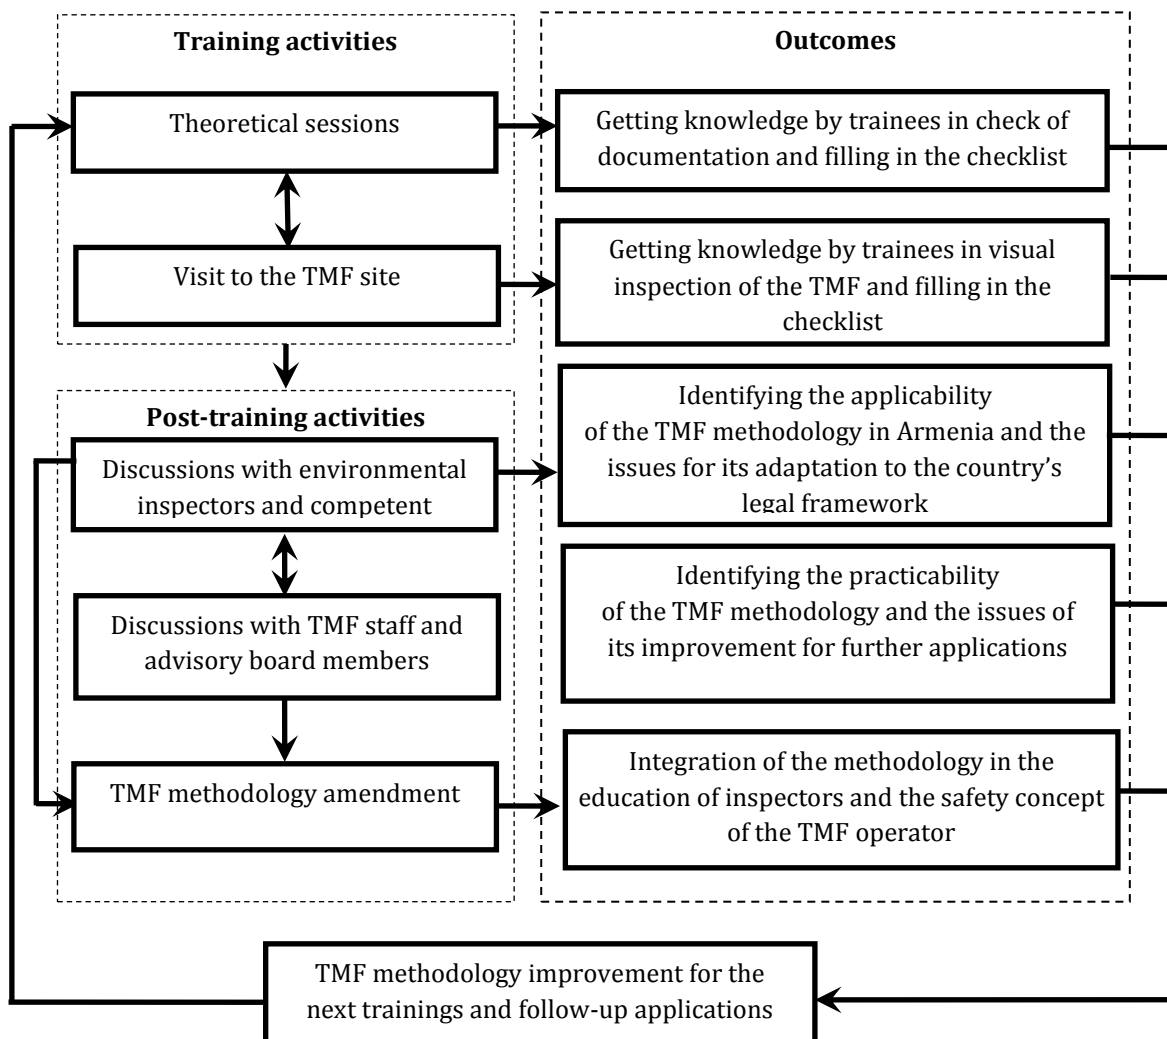 Training activities
Theoretical sessions
Visit to the TMF site
Post-training activities
Discussions with environmental
inspectors and competent
Discussions with TMF staff and
advisory board members
TMF methodology amendment
Outcomes
Getting knowledge by trainees in check of
documentation and filling in the checklist
Getting knowledge by trainees in visual
inspection of the TMF and filling in the
checklist
Identifying the applicability
of the TMF methodology in Armenia and the
issues for its adaptation to the country’s
legal framework
Identifying the practicability
of the TMF methodology and the issues of
its improvement for further applications
Integration of the methodology in the
education of inspectors and the safety concept
of the TMF operator
TMF methodology improvement for the
next trainings and follow-up applications